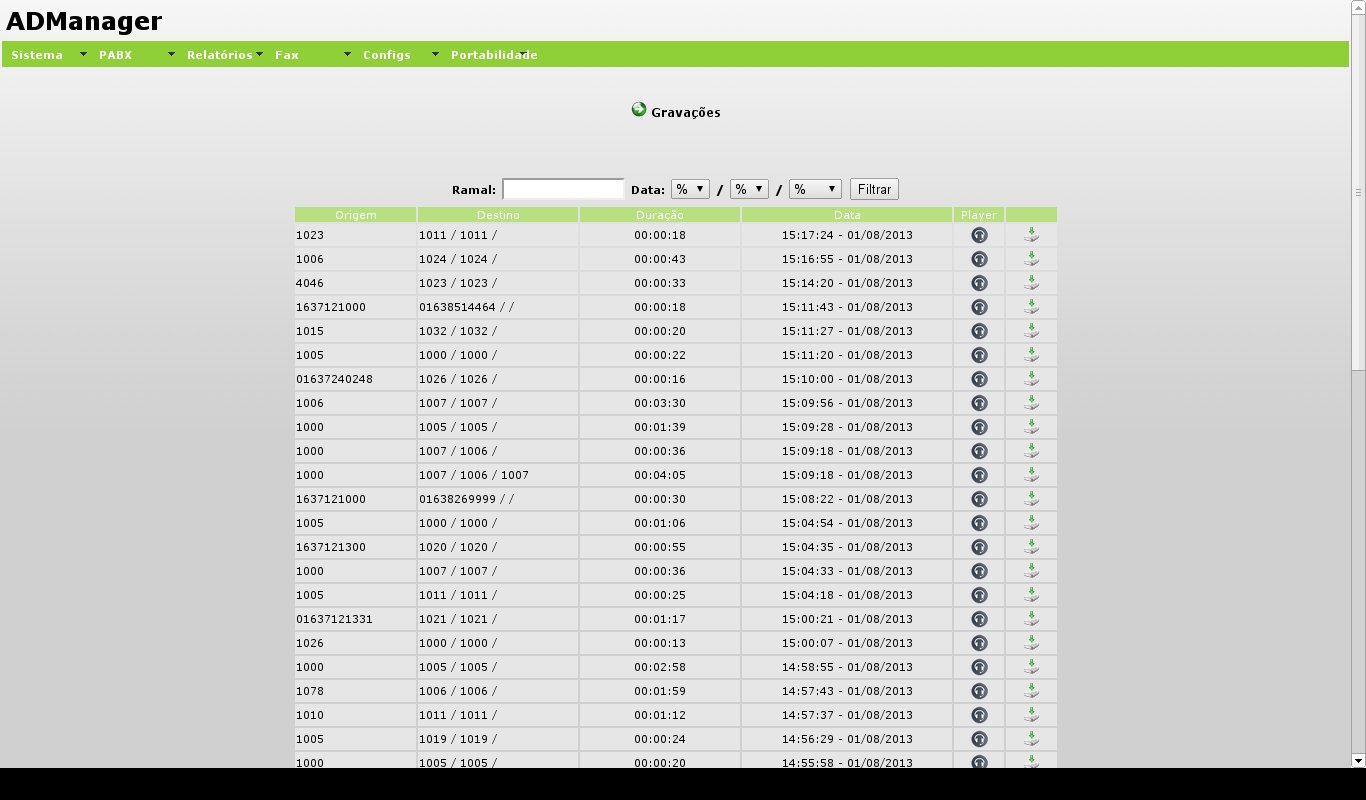 ADManager
Sistema PABX Relatórios Fax Configs Portabilidade
Gravações
Ramal: Data: % / % / % Filtrar
Origem Destino Duração Data Player
1023 1011 / 1011 / 00:00:18 15:17:24 - 01/08/2013
1006 1024 / 1024 / 00:00:43 15:16:55 - 01/08/2013
4046 1023 / 1023 / 00:00:33 15:14:20 - 01/08/2013
1637121000 01638514464 / / 00:00:18 15:11:43 - 01/08/2013
1015 1032 / 1032 / 00:00:20 15:11:27 - 01/08/2013
1005 1000 / 1000 / 00:00:22 15:11:20 - 01/08/2013
01637240248 1026 / 1026 / 00:00:16 15:10:00 - 01/08/2013
1006 1007 / 1007 / 00:03:30 15:09:56 - 01/08/2013
1000 1005 / 1005 / 00:01:39 15:09:28 - 01/08/2013
1000 1007 / 1006 / 00:00:36 15:09:18 - 01/08/2013
1000 1007 / 1006 / 1007 00:04:05 15:09:18 - 01/08/2013
1637121000 01638269999 / / 00:00:30 15:08:22 - 01/08/2013
1005 1000 / 1000 / 00:01:06 15:04:54 - 01/08/2013
1637121300 1020 / 1020 / 00:00:55 15:04:35 - 01/08/2013
1000 1007 / 1007 / 00:00:36 15:04:33 - 01/08/2013
1005 1011 / 1011 / 00:00:25 15:04:18 - 01/08/2013
01637121331 1021 / 1021 / 00:01:17 15:00:21 - 01/08/2013
1026 1000 / 1000 / 00:00:13 15:00:07 - 01/08/2013
1000 1005 / 1005 / 00:02:58 14:58:55 - 01/08/2013
1078 1006 / 1006 / 00:01:59 14:57:43 - 01/08/2013
1010 1011 / 1011 / 00:01:12 14:57:37 - 01/08/2013
1005 1019 / 1019 / 00:00:24 14:56:29 - 01/08/2013
1000 1005 / 1005 / 00:00:20 14:55:58 - 01/08/2013